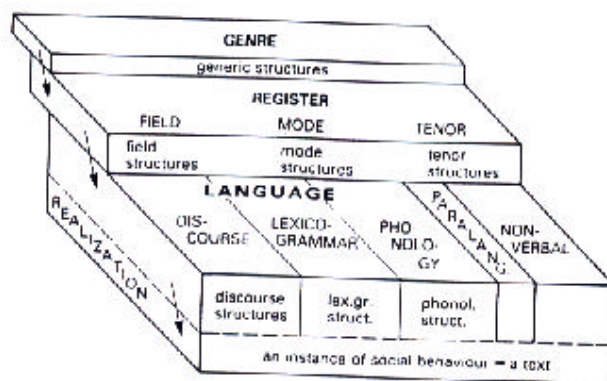 GENRE
generic structures
REGISTER
FIELD MODE TENOR
field structures
mode structures
tenor structures
LANGUAGE
DIS-
COURSE
LEXICO-
GRAMMAR
PHO
NOLO-
GY
PARALANG.
NON-
VERBAL
REALIZATION
discourse
structures
lex.gr.
struct.
phonol.
struct.
an instance of social behaviour = a text